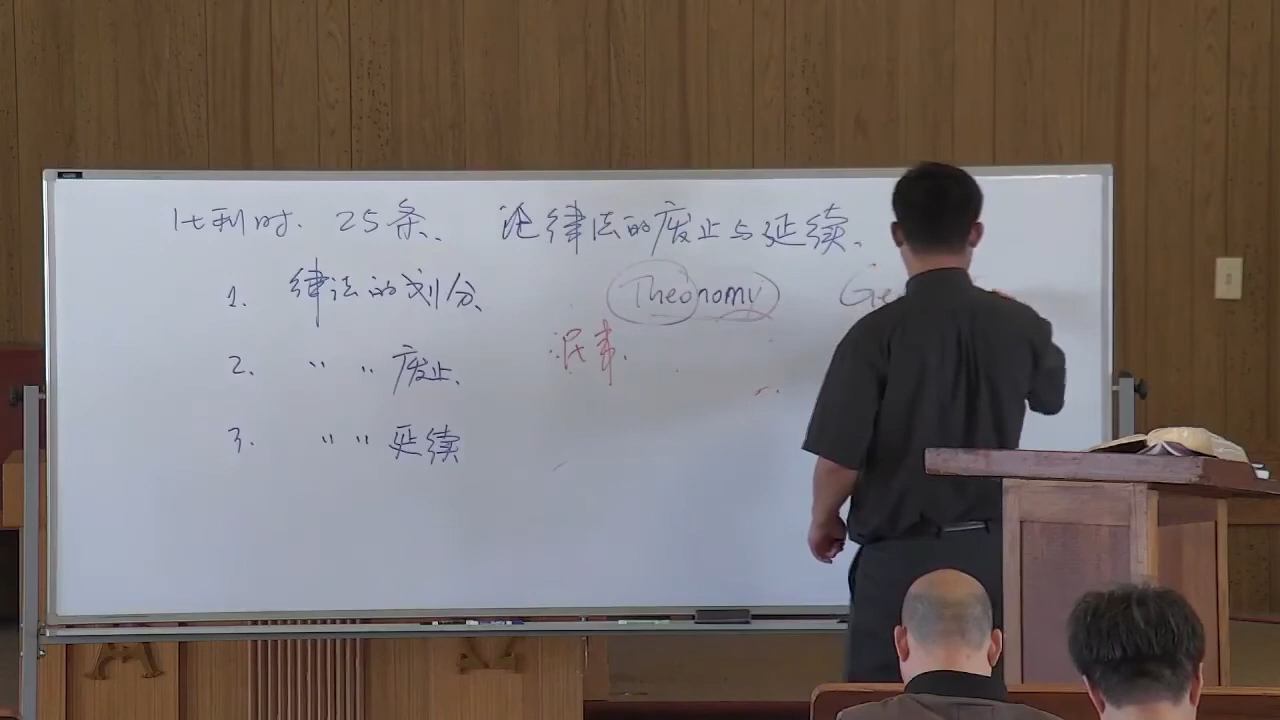 比利时. 25条、 论律法的废止与延续、
1. 律法的划分、 Theonomy Ge
民事.
2. " " 废止.
3. " " 延续